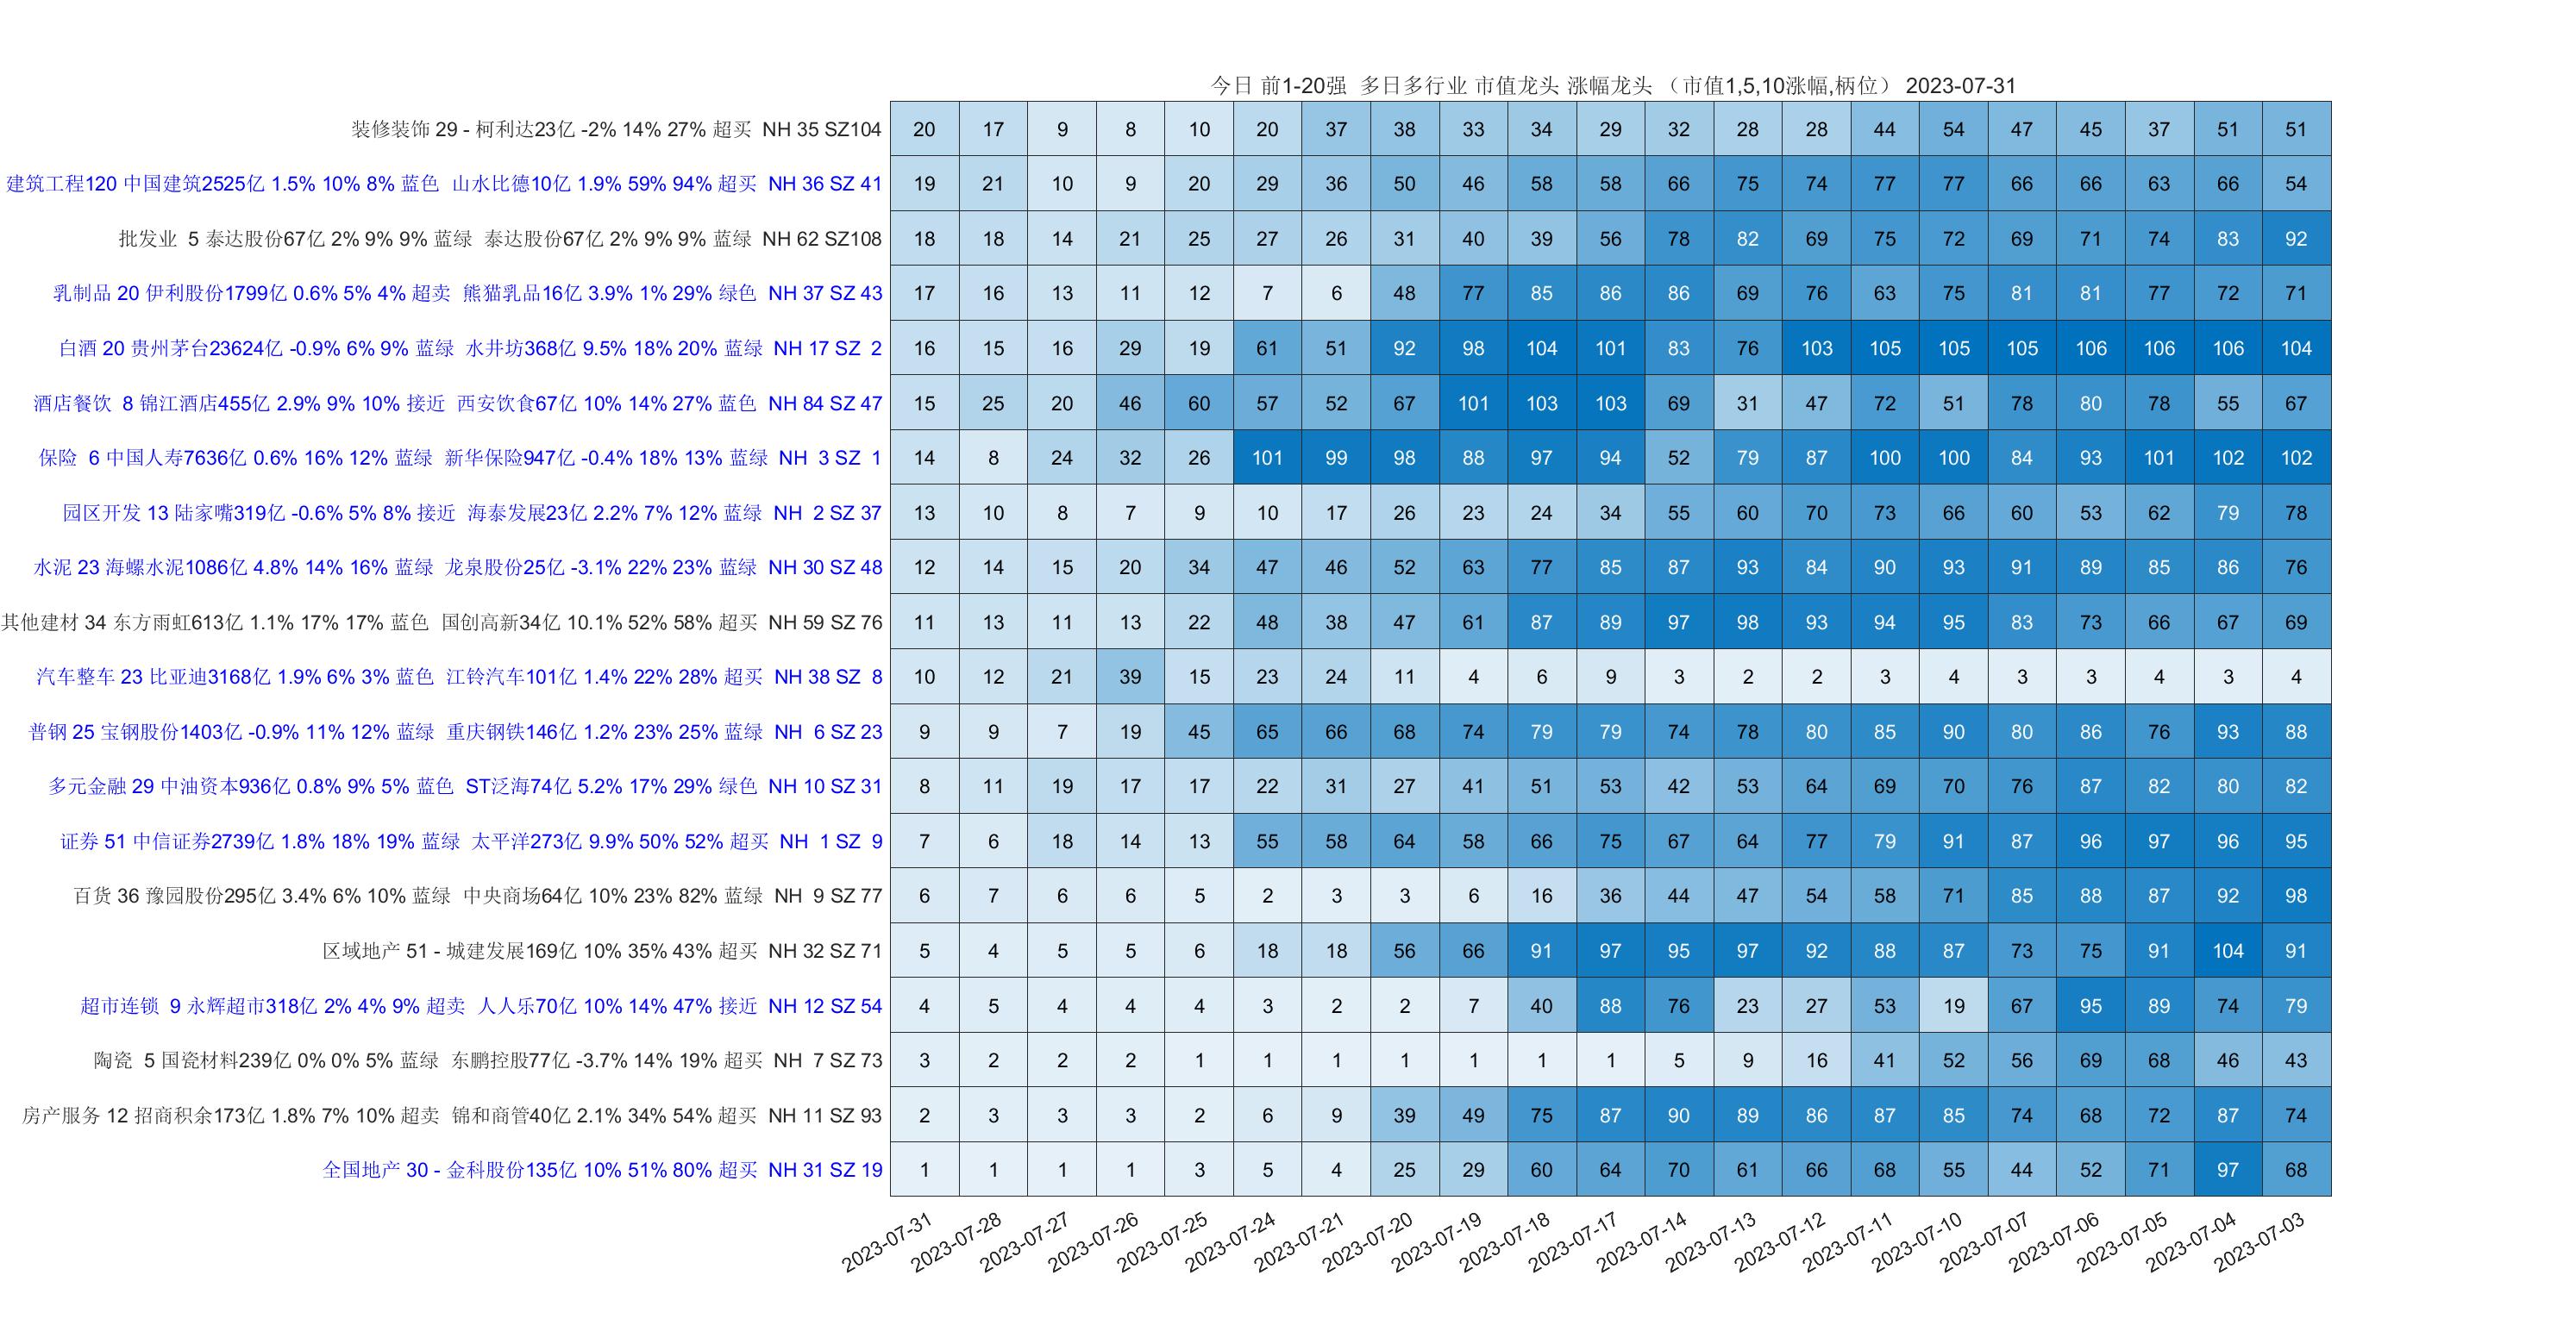 今日 前1-20强 多日多行业 市值龙头 涨幅龙头 （市值1,5,10涨幅,柄位） 2023-07-31
装修装饰 29 - 柯利达23亿 -2% 14% 27% 超买 NH 35 SZ104 20 17 9 8 10 20 37 38 33 34 29 32 28 28 44 54 47 45 37 51 51
建筑工程120 中国建筑2525亿 1.5% 10% 8% 蓝色 山水比德10亿 1.9% 59% 94% 超买 NH 36 SZ 41 19 21 10 9 20 29 36 50 46 58 58 66 75 74 77 77 66 66 63 66 54
批发业 5 泰达股份67亿 2% 9% 9% 蓝绿 泰达股份67亿 2% 9% 9% 蓝绿 NH 62 SZ108 18 18 14 21 25 27 26 31 40 39 56 78 82 69 75 72 69 71 74 83 92
乳制品 20 伊利股份1799亿 0.6% 5% 4% 超卖 熊猫乳品16亿 3.9% 1% 29% 绿色 NH 37 SZ 43 17 16 13 11 12 7 6 48 77 85 86 86 69 76 63 75 81 81 77 72 71
白酒 20 贵州茅台23624亿 -0.9% 6% 9% 蓝绿 水井坊368亿 9.5% 18% 20% 蓝绿 NH 17 SZ 2 16 15 16 29 19 61 51 92 98 104 101 83 76 103 105 105 105 106 106 106 104
酒店餐饮 8 锦江酒店455亿 2.9% 9% 10% 接近 西安饮食67亿 10% 14% 27% 蓝色 NH 84 SZ 47 15 25 20 46 60 57 52 67 101 103 103 69 31 47 72 51 78 80 78 55 67
保险 6 中国人寿7636亿 0.6% 16% 12% 蓝绿 新华保险947亿 -0.4% 18% 13% 蓝绿 NH 3 SZ 1 14 8 24 32 26 101 99 98 88 97 94 52 79 87 100 100 84 93 101 102 102
园区开发 13 陆家嘴319亿 -0.6% 5% 8% 接近 海泰发展23亿 2.2% 7% 12% 蓝绿 NH 2 SZ 37 13 10 8 7 9 10 17 26 23 24 34 55 60 70 73 66 60 53 62 79 78
水泥 23 海螺水泥1086亿 4.8% 14% 16% 蓝绿 龙泉股份25亿 -3.1% 22% 23% 蓝绿 NH 30 SZ 48 12 14 15 20 34 47 46 52 63 77 85 87 93 84 90 93 91 89 85 86 76
其他建材 34 东方雨虹613亿 1.1% 17% 17% 蓝色 国创高新34亿 10.1% 52% 58% 超买 NH 59 SZ 76 11 13 11 13 22 48 38 47 61 87 89 97 98 93 94 95 83 73 66 67 69
汽车整车 23 比亚迪3168亿 1.9% 6% 3% 蓝色 江铃汽车101亿 1.4% 22% 28% 超买 NH 38 SZ 8 10 12 21 39 15 23 24 11 4 6 9 3 2 2 3 4 3 3 4 3 4
普钢 25 宝钢股份1403亿 -0.9% 11% 12% 蓝绿 重庆钢铁146亿 1.2% 23% 25% 蓝绿 NH 6 SZ 23 9 9 7 19 45 65 66 68 74 79 79 74 78 80 85 90 80 86 76 93 88
多元金融 29 中油资本936亿 0.8% 9% 5% 蓝色 ST泛海74亿 5.2% 17% 29% 绿色 NH 10 SZ 31 8 11 19 17 17 22 31 27 41 51 53 42 53 64 69 70 76 87 82 80 82
证券 51 中信证券2739亿 1.8% 18% 19% 蓝绿 太平洋273亿 9.9% 50% 52% 超买 NH 1 SZ 9 7 6 18 14 13 55 58 64 58 66 75 67 64 77 79 91 87 96 97 96 95
百货 36 豫园股份295亿 3.4% 6% 10% 蓝绿 中央商场64亿 10% 23% 82% 蓝绿 NH 9 SZ 77 6 7 6 6 5 2 3 3 6 16 36 44 47 54 58 71 85 88 87 92 98
区域地产 51 - 城建发展169亿 10% 35% 43% 超买 NH 32 SZ 71 5 4 5 5 6 18 18 56 66 91 97 95 97 92 88 87 73 75 91 104 91
超市连锁 9 永辉超市318亿 2% 4% 9% 超卖 人人乐70亿 10% 14% 47% 接近 NH 12 SZ 54 4 5 4 4 4 3 2 2 7 40 88 76 23 27 53 19 67 95 89 74 79
陶瓷 5 国瓷材料239亿 0% 0% 5% 蓝绿 东鹏控股77亿 -3.7% 14% 19% 超买 NH 7 SZ 73 3 2 2 2 1 1 1 1 1 1 1 5 9 16 41 52 56 69 68 46 43
房产服务 12 招商积余173亿 1.8% 7% 10% 超卖 锦和商管40亿 2.1% 34% 54% 超买 NH 11 SZ 93 2 3 3 3 2 6 9 39 49 75 87 90 89 86 87 85 74 68 72 87 74
全国地产 30 - 金科股份135亿 10% 51% 80% 超买 NH 31 SZ 19 1 1 1 1 3 5 4 25 29 60 64 70 61 66 68 55 44 52 71 97 68
2023-07-31 2023-07-28 2023-07-27 2023-07-26 2023-07-25 2023-07-24 2023-07-21 2023-07-20 2023-07-19 2023-07-18 2023-07-17 2023-07-14 2023-07-13 2023-07-12 2023-07-11 2023-07-10 2023-07-07 2023-07-06 2023-07-05 2023-07-04 2023-07-03